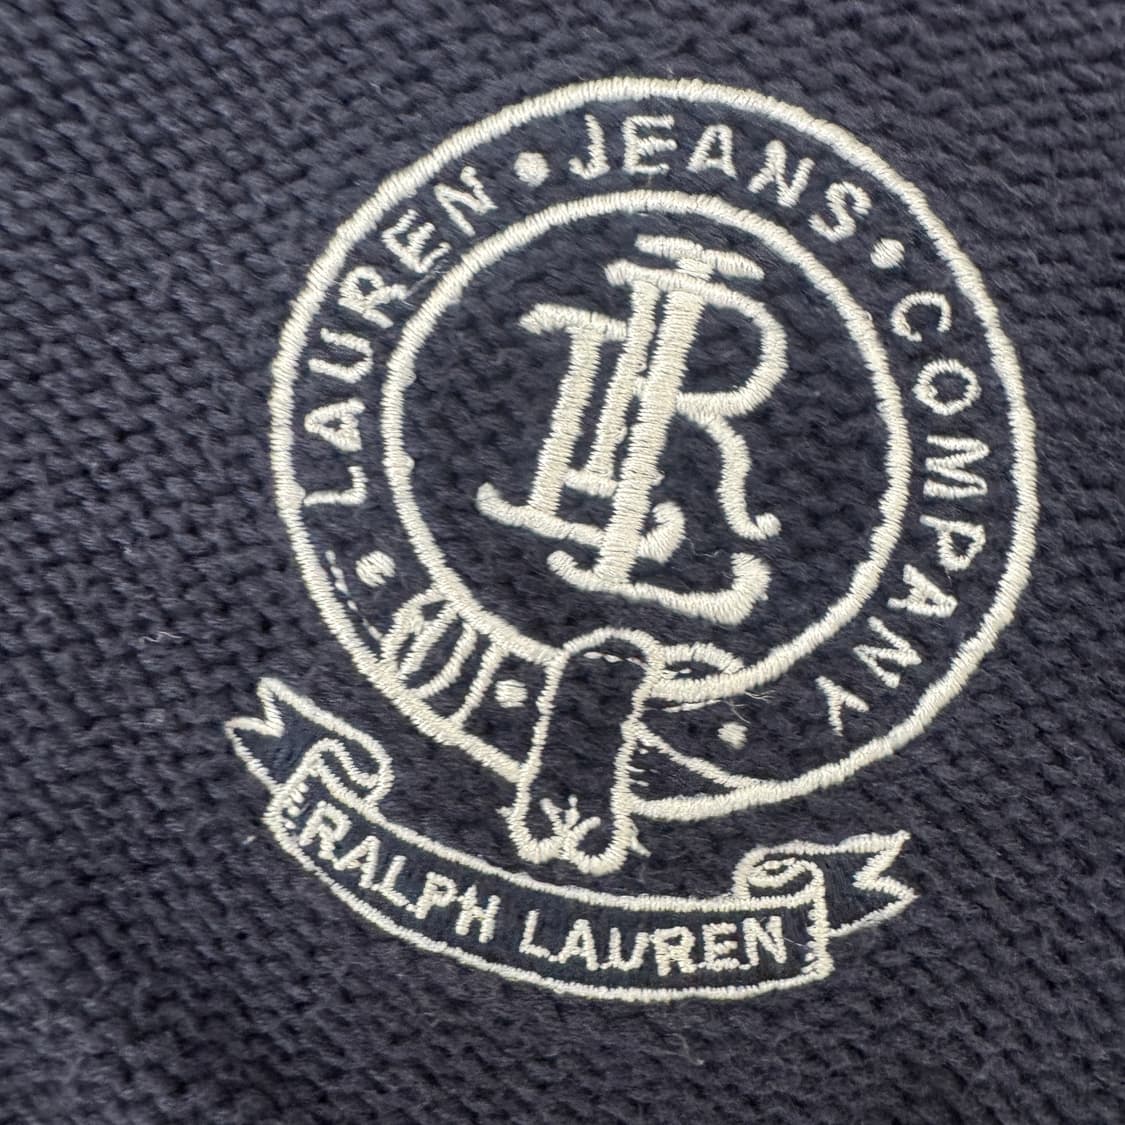 LAUREN • JEANS • COMPANY
LRL
RALPH LAUREN